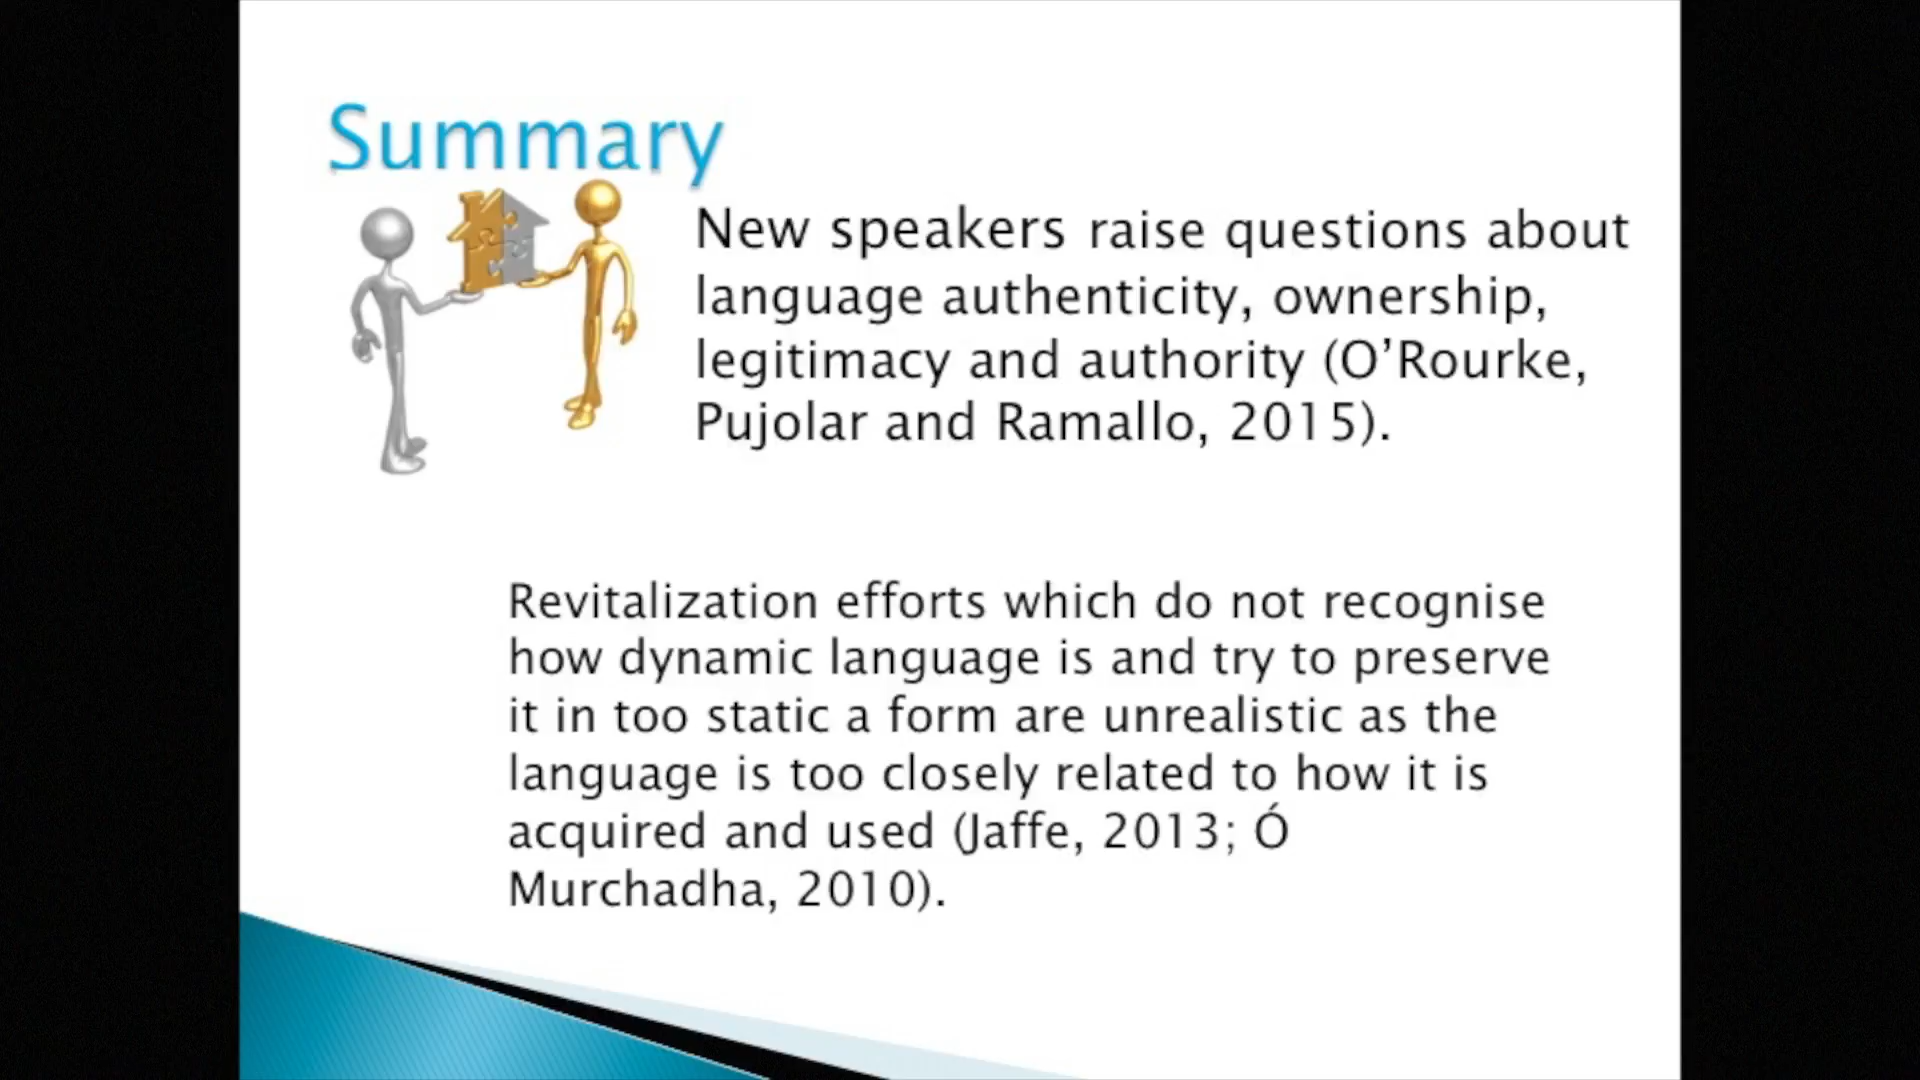 Summary
New speakers raise questions about
language authenticity, ownership,
legitimacy and authority (O’Rourke,
Pujolar and Ramallo, 2015).
Revitalization efforts which do not recognise
how dynamic language is and try to preserve
it in too static a form are unrealistic as the
language is too closely related to how it is
acquired and used (Jaffe, 2013; Ó
Murchadha, 2010).